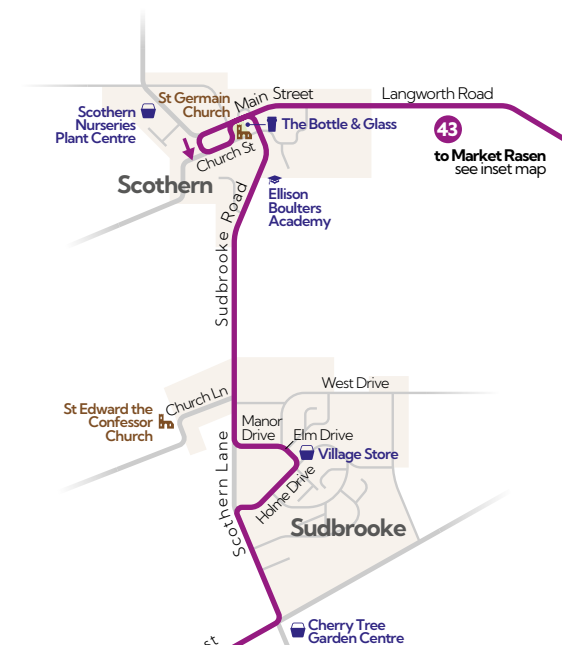 St Germain
Church
Main Street
Langworth Road
Scothern
Nurseries
Plant Centre
The Bottle & Glass
43
to Market Rasen
see inset map
Church St
Scothern
Ellison
Boulters
Academy
Sudbrooke Road
West Drive
Church Ln
St Edward the
Confessor
Church
Manor
Drive
Elm Drive
Village Store
Holme Drive
Scothern Lane
Sudbrooke
Cherry Tree
Garden Centre